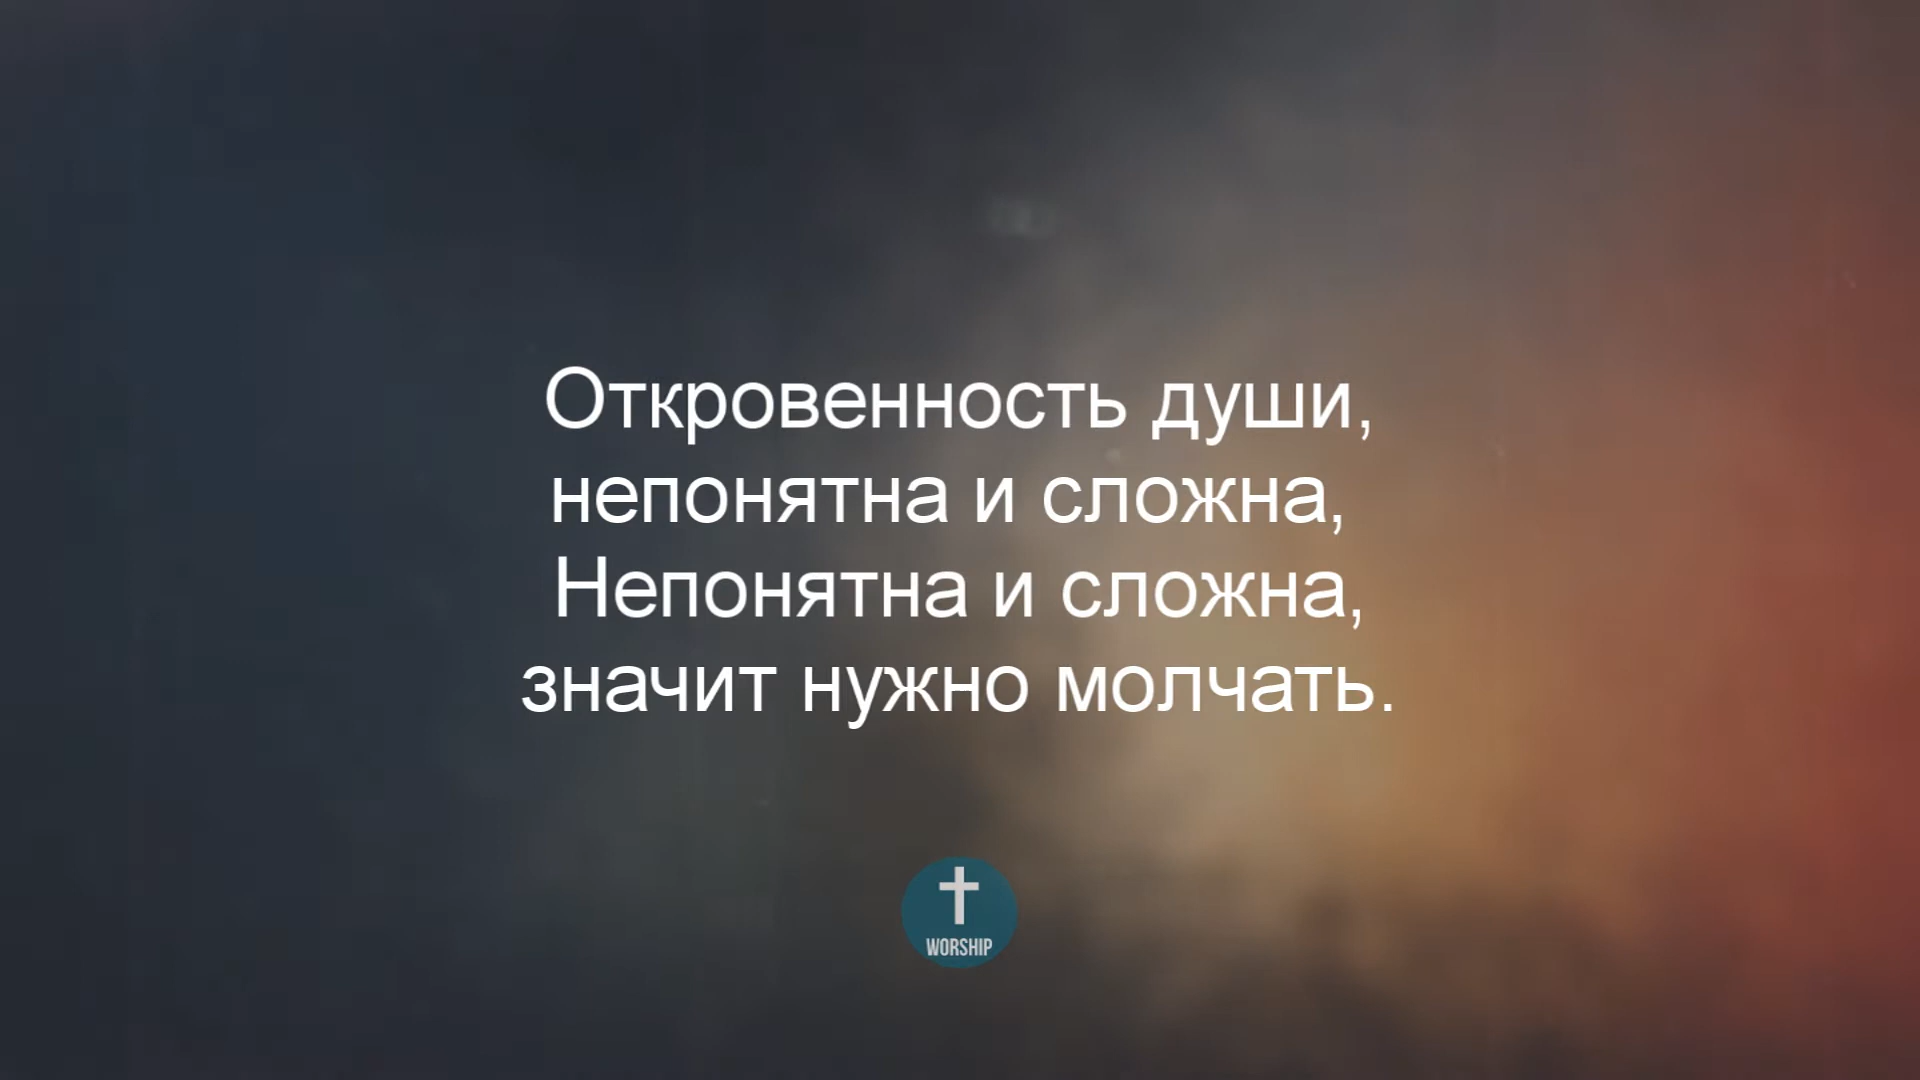 Откровенность души,
непонятна и сложна,
Непонятна и сложна,
значит нужно молчать.
WORSHIP